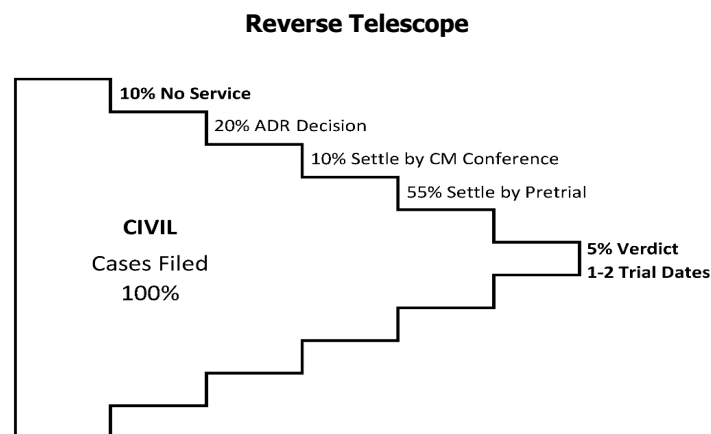 Reverse Telescope
10% No Service
20% ADR Decision
10% Settle by CM Conference
55% Settle by Pretrial
CIVIL
Cases Filed
100%
5% Verdict
1-2 Trial Dates